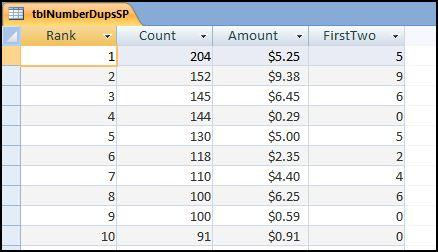 tblNumberDupsSP
Rank Count Amount FirstTwo
1 204 $5.25 5
2 152 $9.38 9
3 145 $6.45 6
4 144 $0.29 0
5 130 $5.00 5
6 118 $2.35 2
7 110 $4.40 4
8 100 $6.25 6
9 100 $0.59 0
10 91 $0.91 0